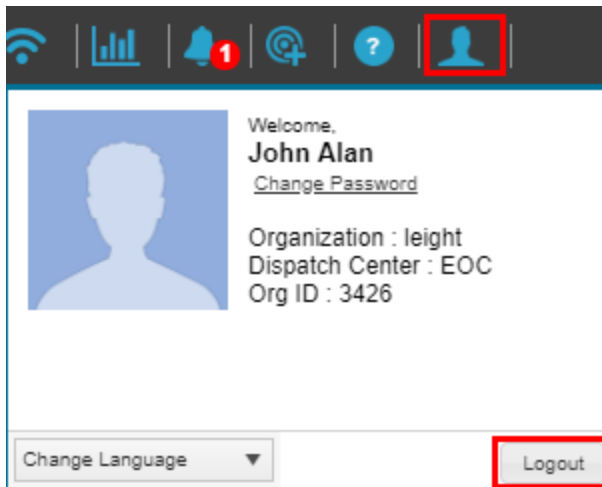 1
?
Welcome,
John Alan
Change Password
Organization : leight
Dispatch Center : EOC
Org ID : 3426
Change Language
Logout